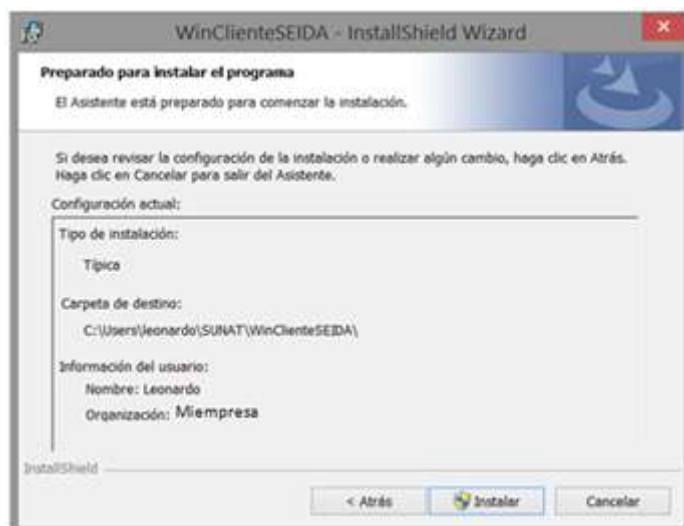 WinClienteSEIDA - InstallShield Wizard
Preparado para instalar el programa
El Asistente está preparado para comenzar la instalación.
Si desea revisar la configuración de la instalación o realizar algún cambio, haga clic en Atrás.
Haga clic en Cancelar para salir del Asistente.
Configuración actual:
Tipo de instalación:
Típica
Carpeta de destino:
C:\Users\leonardo\SUNAT\WinClienteSEIDA\
Información del usuario:
Nombre: Leonardo
Organización: Miempresa
InstallShield
< Atrás
Instalar
Cancelar